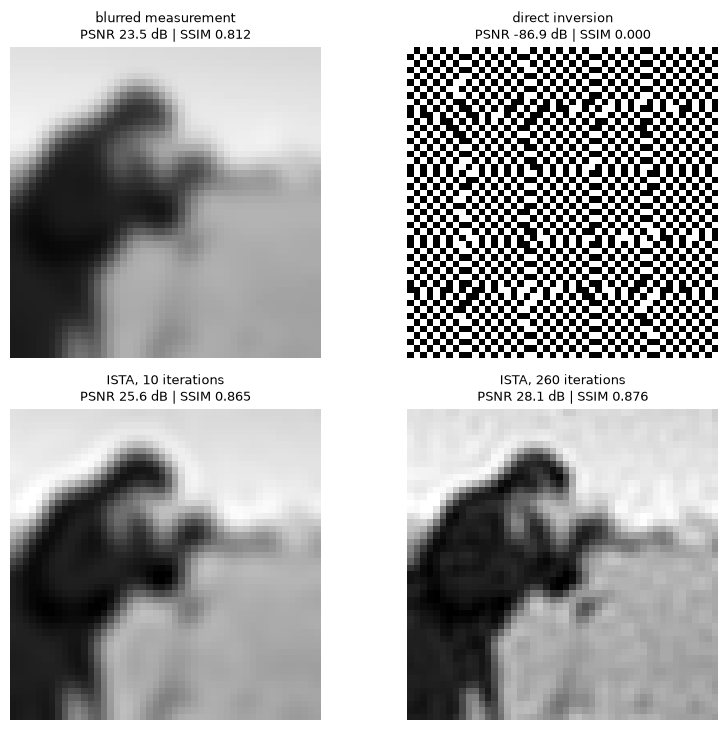 blurred measurement
PSNR 23.5 dB | SSIM 0.812
direct inversion
PSNR -86.9 dB | SSIM 0.000
ISTA, 10 iterations
PSNR 25.6 dB | SSIM 0.865
ISTA, 260 iterations
PSNR 28.1 dB | SSIM 0.876